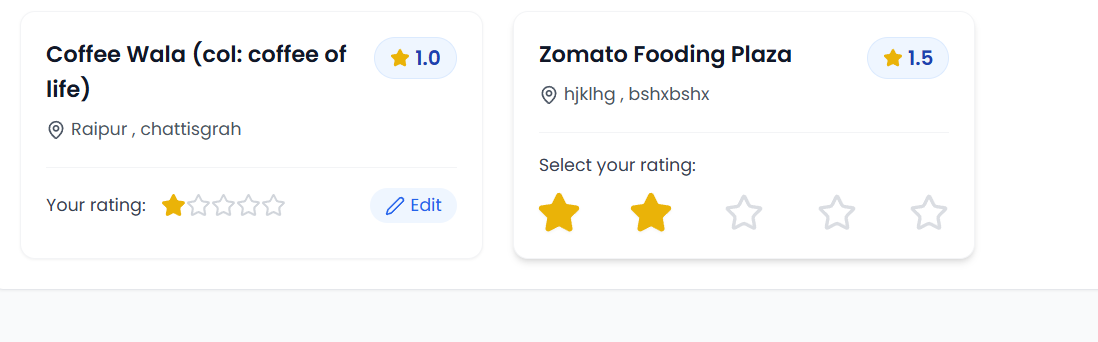 Coffee Wala (col: coffee of
life)
1.0
Raipur , chattisgrah
Your rating:
Edit
Zomato Fooding Plaza
1.5
hjklhg , bshxbshx
Select your rating: